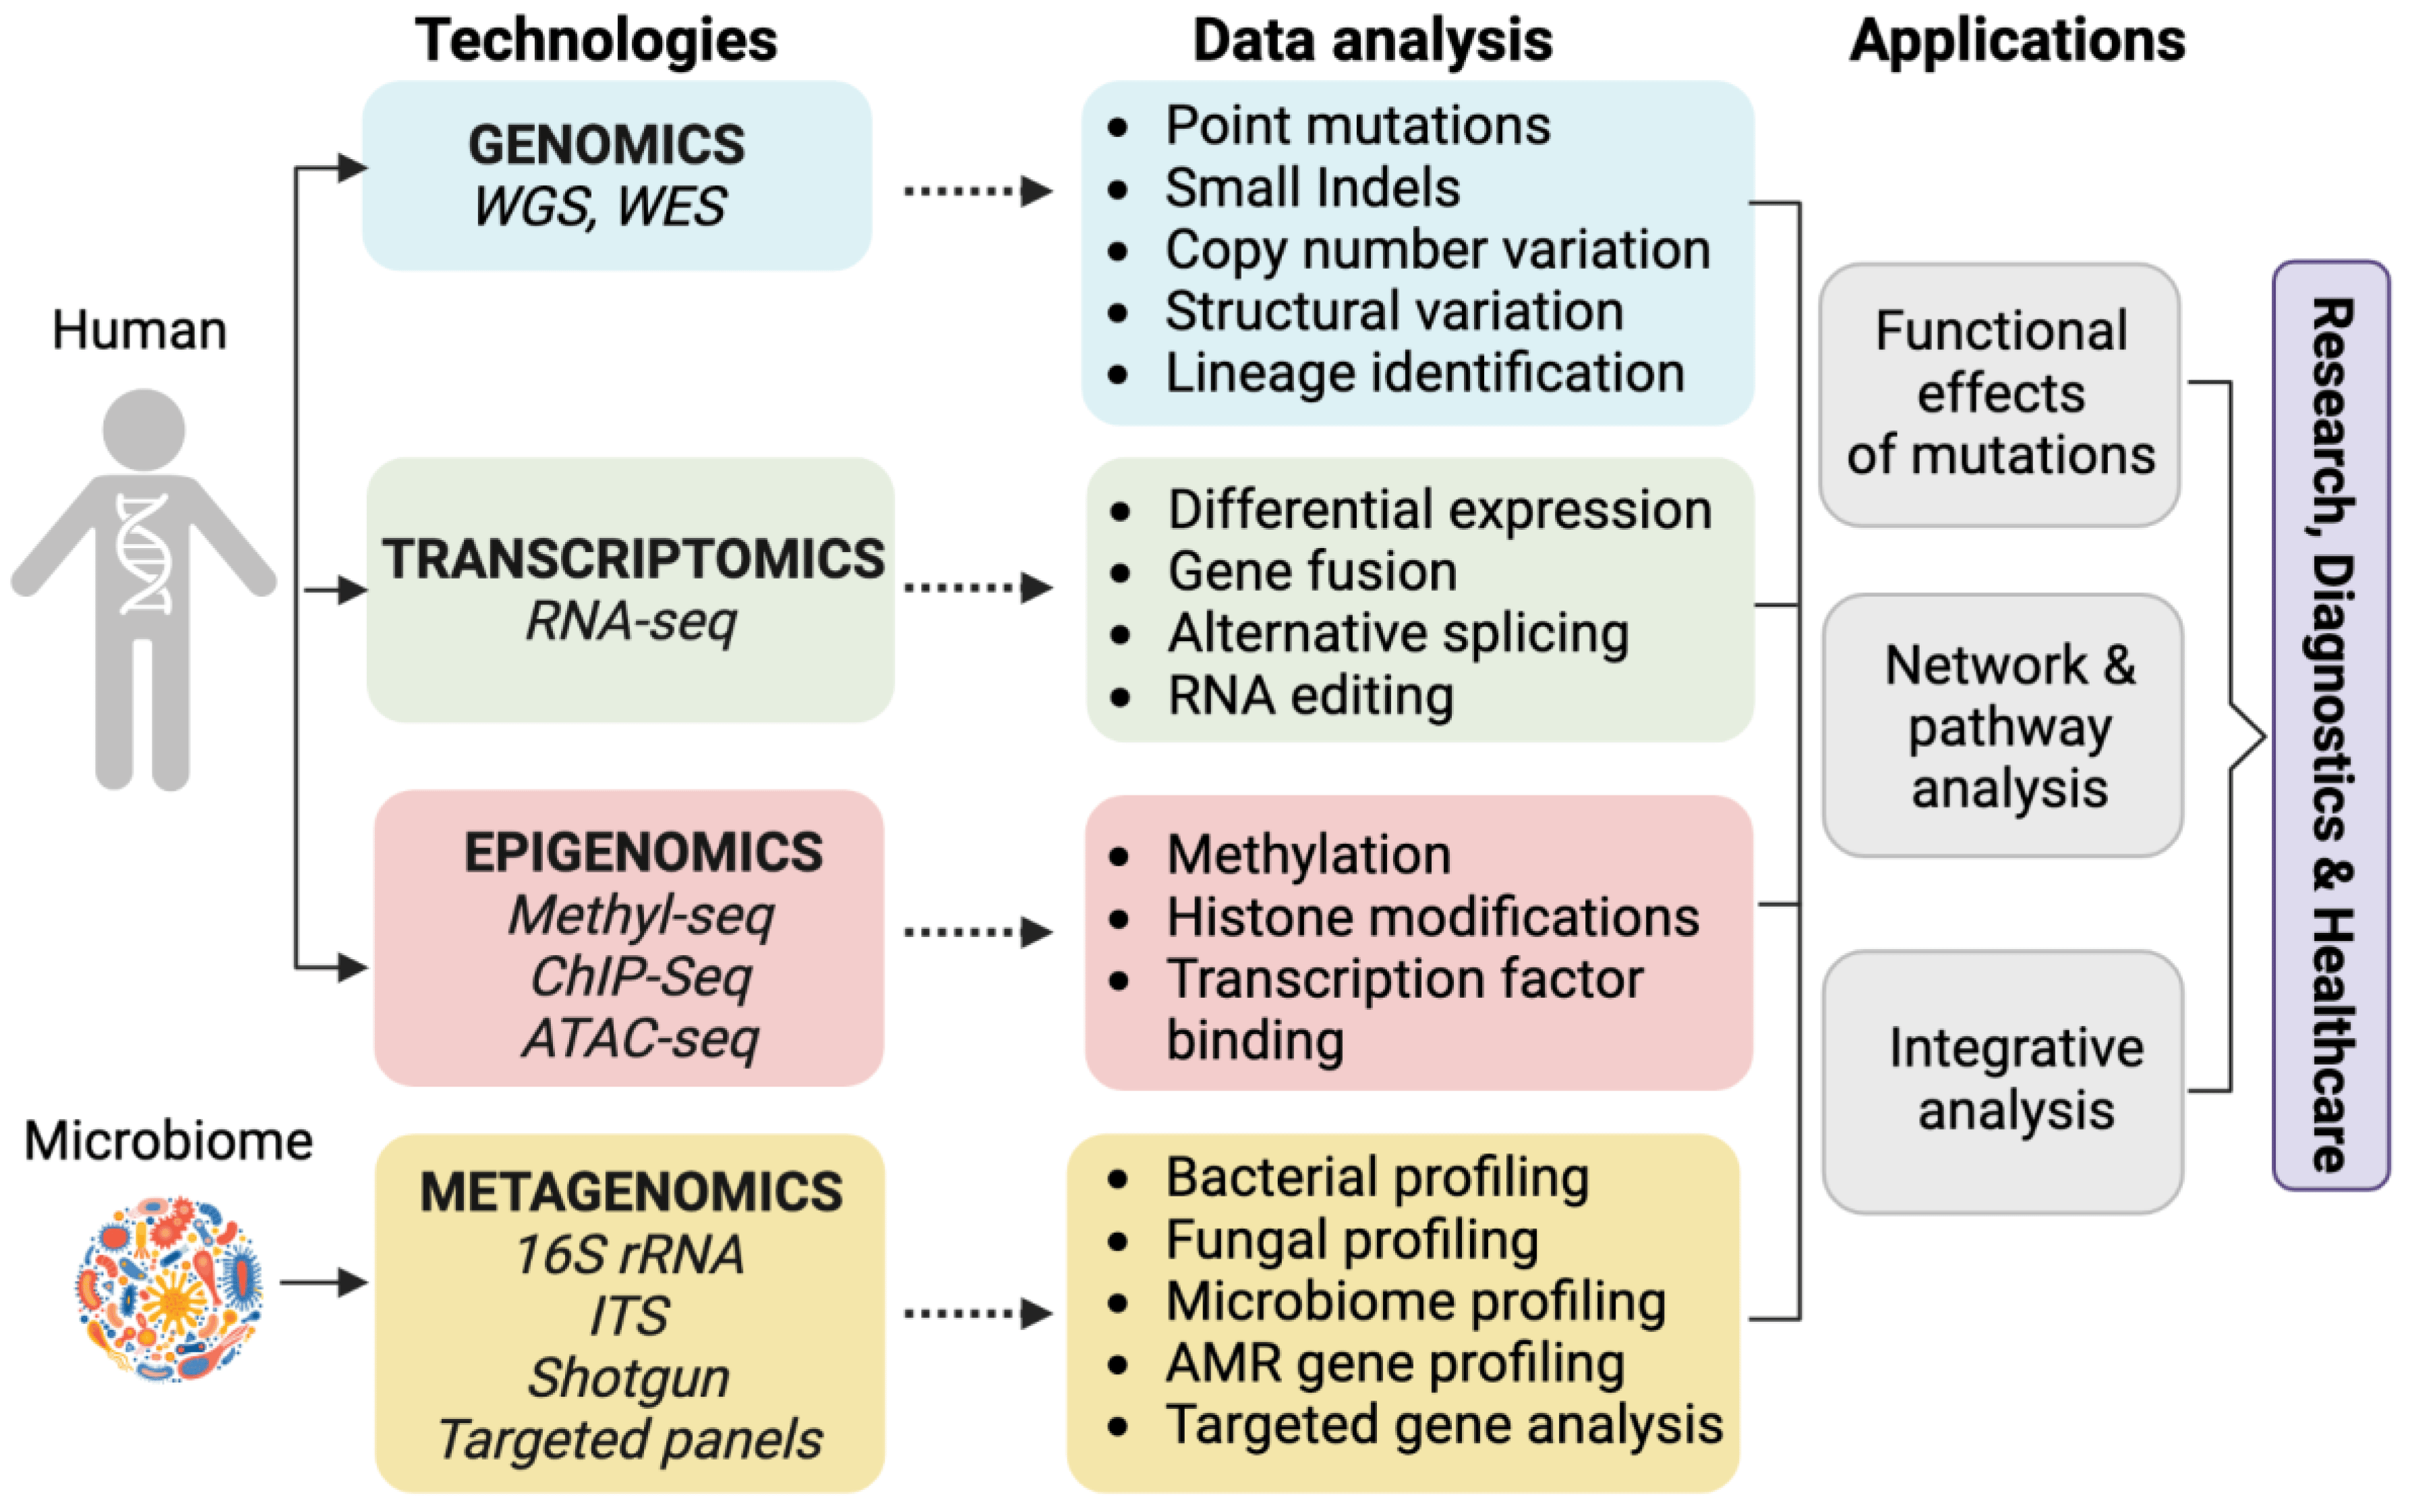 Technologies
Data analysis
Applications
Human
GENOMICS
WGS, WES
• Point mutations
• Small Indels
• Copy number variation
• Structural variation
• Lineage identification
TRANSCRIPTOMICS
RNA-seq
• Differential expression
• Gene fusion
• Alternative splicing
• RNA editing
EPIGENOMICS
Methyl-seq
ChIP-Seq
ATAC-seq
• Methylation
• Histone modifications
• Transcription factor
binding
Microbiome
METAGENOMICS
16S rRNA
ITS
Shotgun
Targeted panels
• Bacterial profiling
• Fungal profiling
• Microbiome profiling
• AMR gene profiling
• Targeted gene analysis
Functional
effects
of mutations
Network &
pathway
analysis
Integrative
analysis
Research, Diagnostics & Healthcare